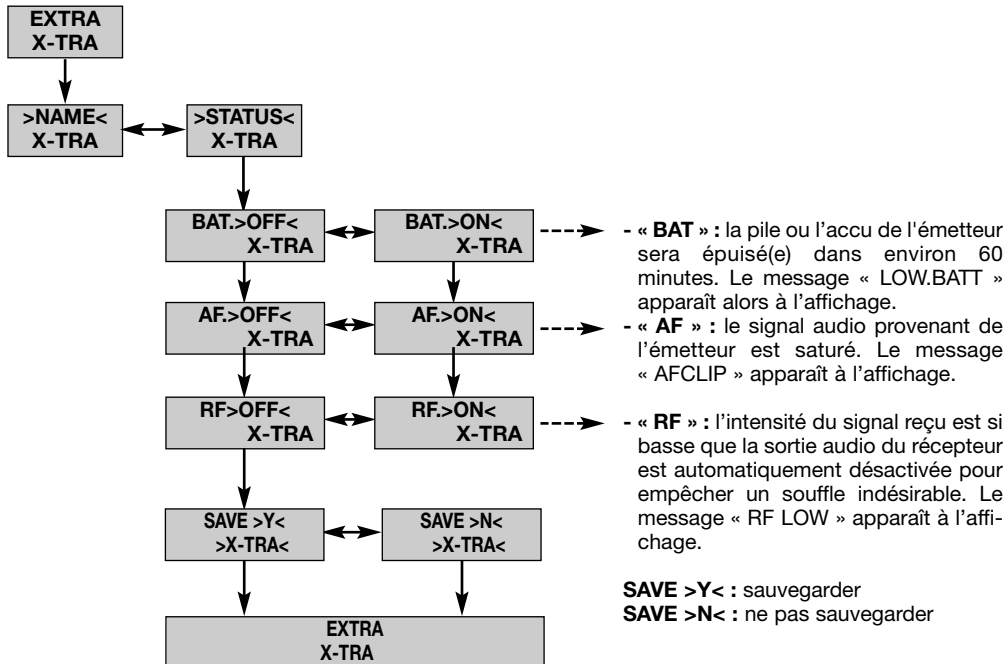 EXTRA
X-TRA
>NAME<
X-TRA
>STATUS<
X-TRA
BAT.>OFF<
X-TRA
BAT.>ON<
X-TRA
- « BAT » : la pile ou l’accu de l'émetteur
sera épuisé(e) dans environ 60
minutes. Le message « LOW.BATT »
apparaît alors à l’affichage.
AF.>OFF<
X-TRA
AF.>ON<
X-TRA
- « AF » : le signal audio provenant de
l’émetteur est saturé. Le message
« AFCLIP » apparaît à l’affichage.
RF>OFF<
X-TRA
RF.>ON<
X-TRA
- « RF » : l’intensité du signal reçu est si
basse que la sortie audio du récepteur
est automatiquement désactivée pour
empêcher un souffle indésirable. Le
message « RF LOW » apparaît à l’affi-
chage.
SAVE >Y<
>X-TRA<
SAVE >N<
>X-TRA<
SAVE >Y< : sauvegarder
SAVE >N< : ne pas sauvegarder
EXTRA
X-TRA